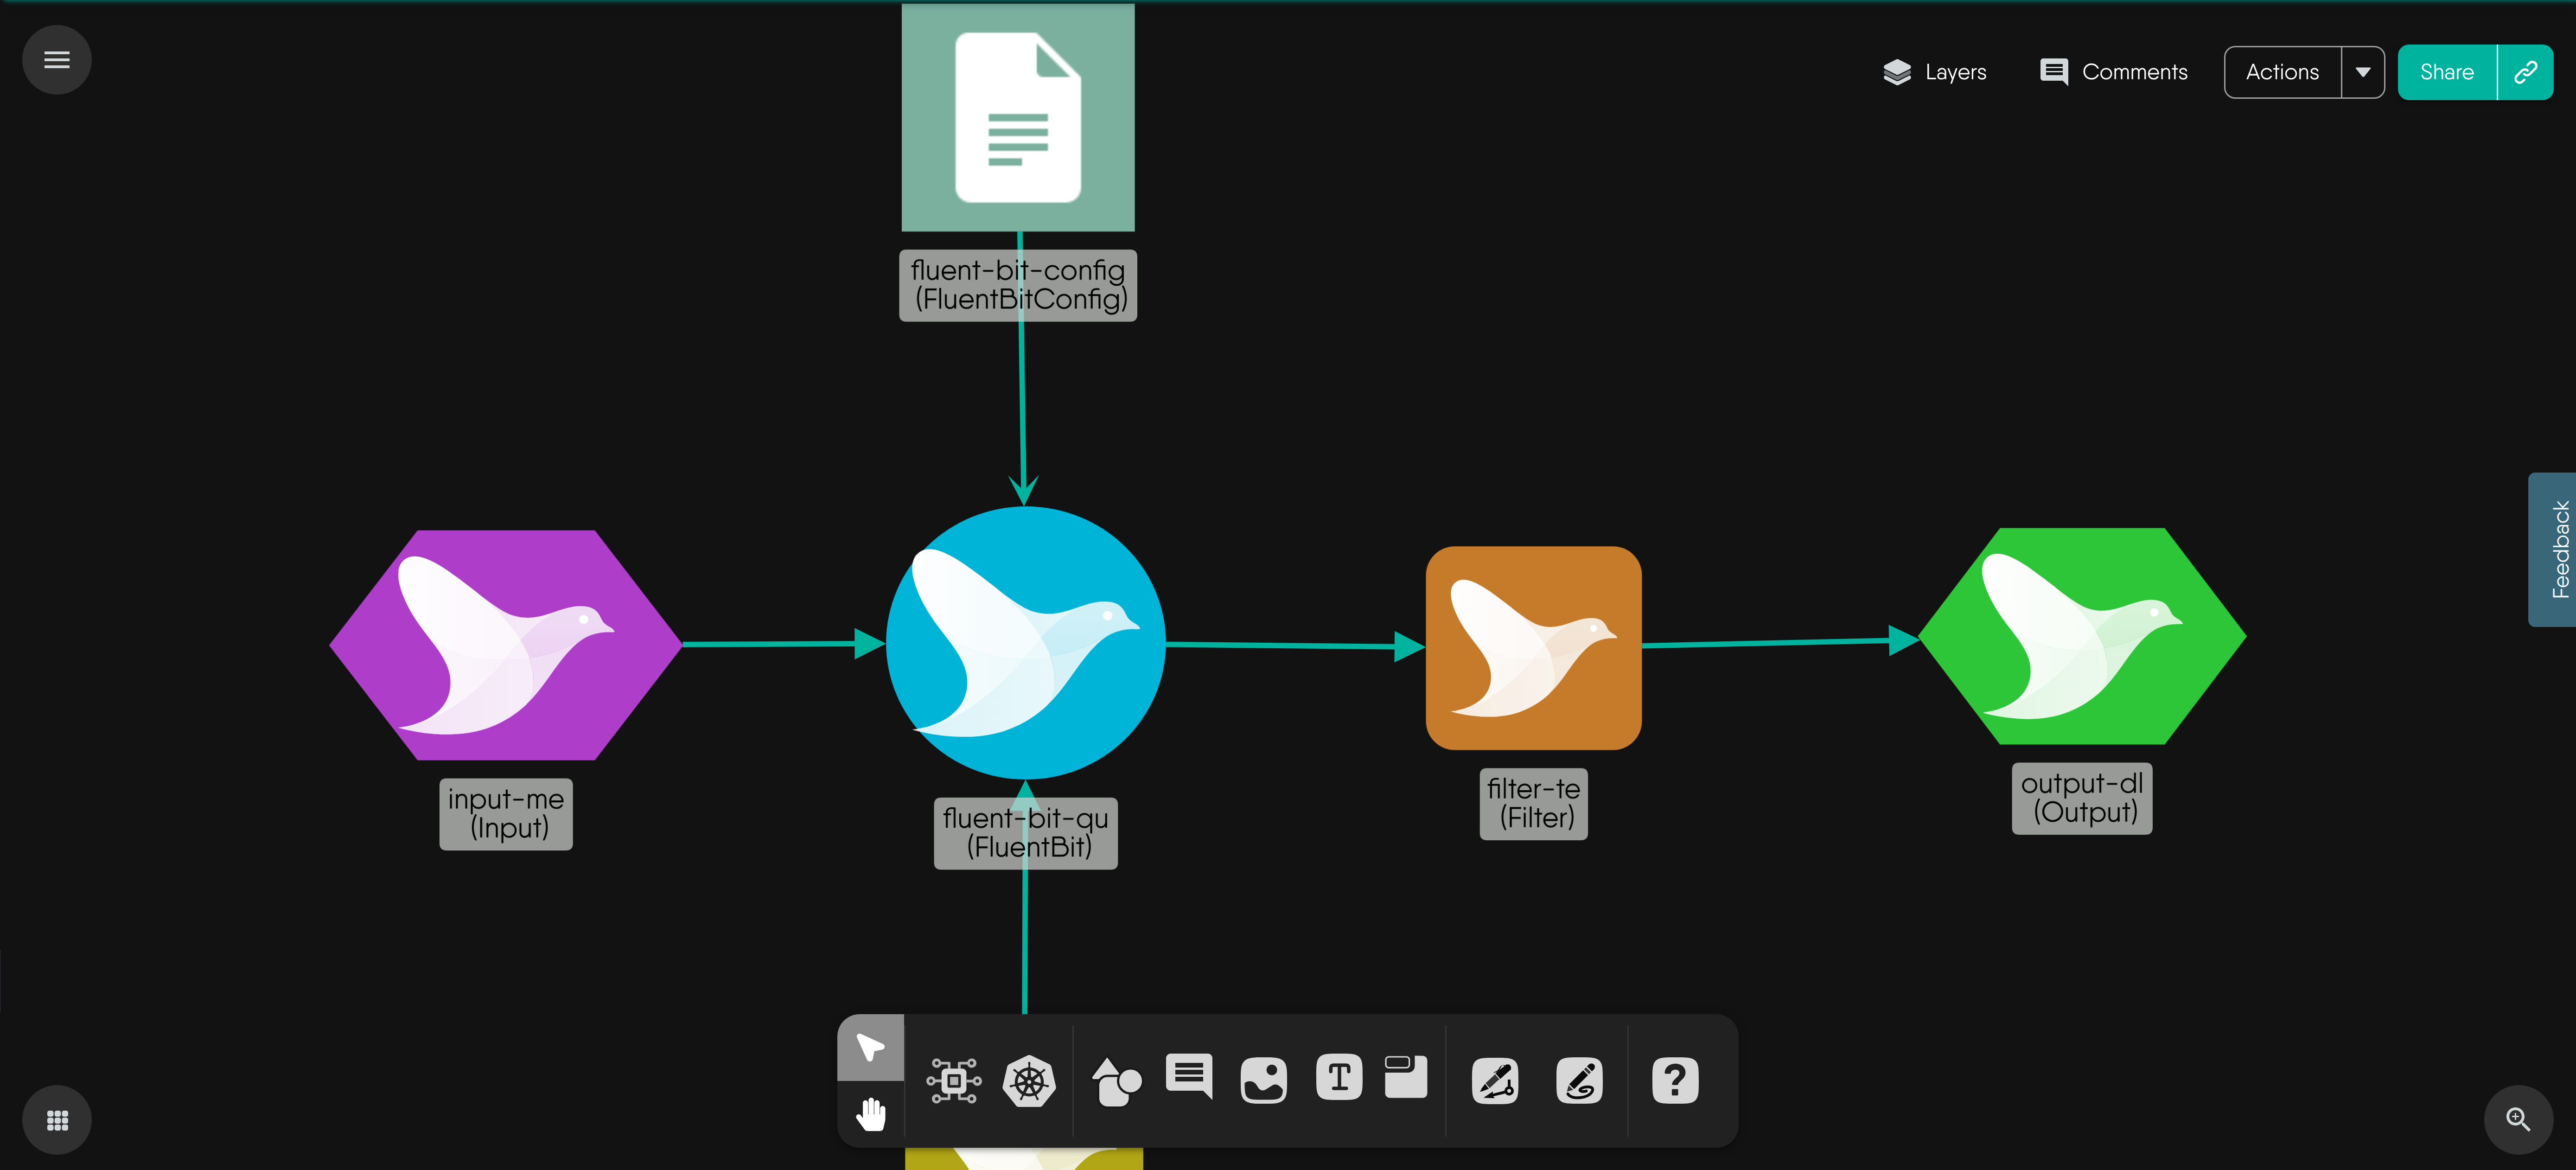 Layers
Comments
Actions
Share
fluent-bit-config
(FluentBitConfig)
Feedback
input-me
(Input)
fluent-bit-qu
(FluentBit)
filter-te
(Filter)
output-dl
(Output)
T
?